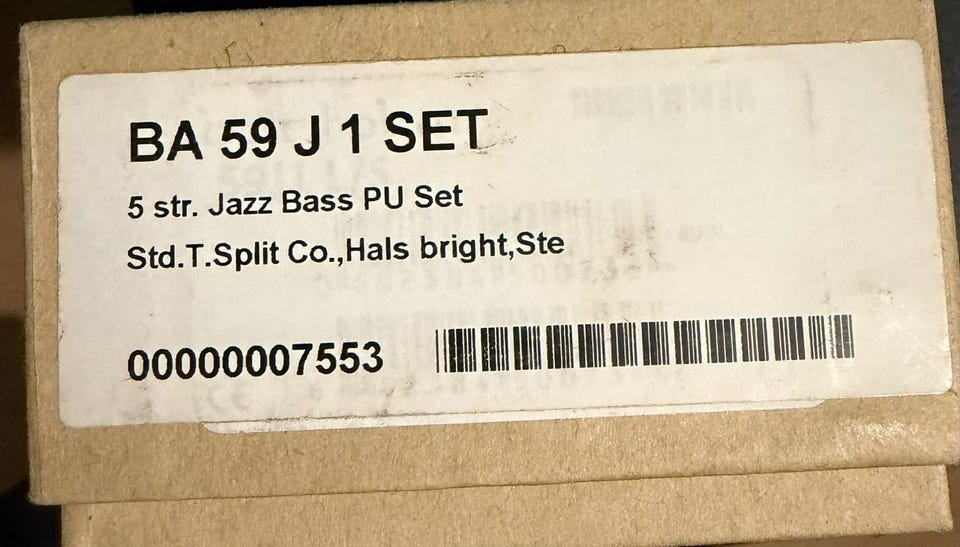 BA 59 J 1 SET
5 str. Jazz Bass PU Set
Std.T.Split Co.,Hals bright,Ste
00000007553